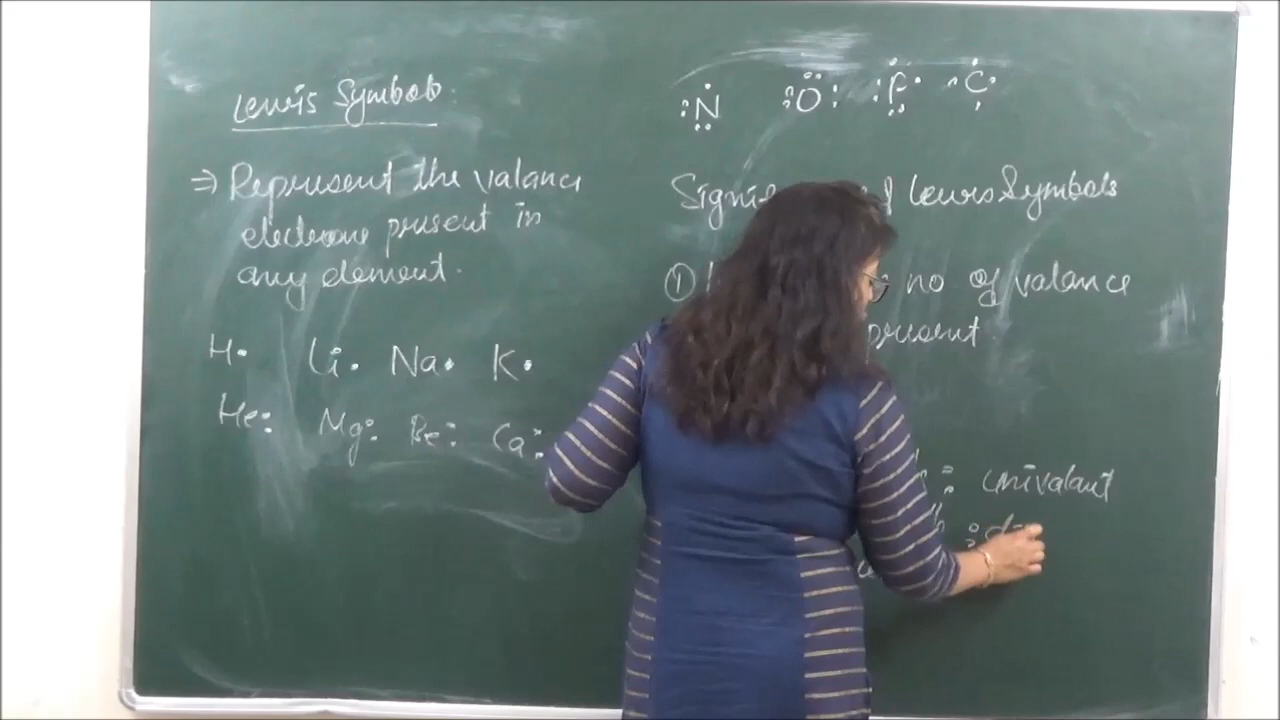 Lewis Symbols
⇒ Represent the valance
electrons present in
any element.
H· Li· Na· K·
He: Mg: Be: Ca:
N O F C
of Lewis Symbols
① no of valance
present.
univalant